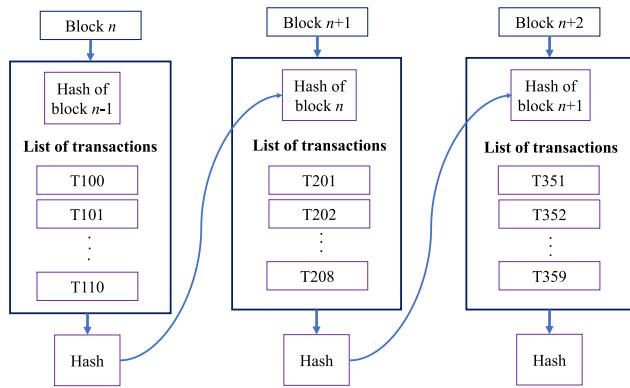 Block n
Hash of
block n-1
List of transactions
T100
T101
. . .
T110
Hash
Block n+1
Hash of
block n
List of transactions
T201
T202
. . .
T208
Hash
Block n+2
Hash of
block n+1
List of transactions
T351
T352
. . .
T359
Hash